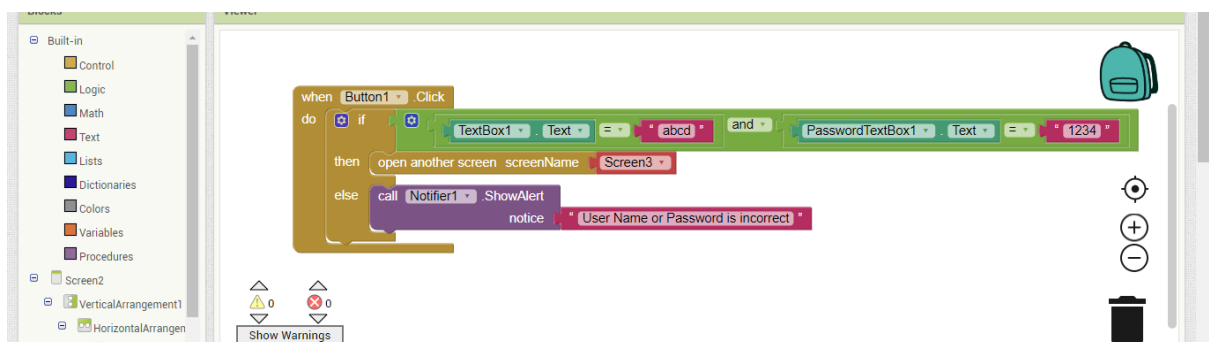 Blocks
Viewer
Built-in
Control
Logic
Math
Text
Lists
Dictionaries
Colors
Variables
Procedures
Screen2
VerticalArrangement1
HorizontalArrangen
when Button1 .Click
do if TextBox1 . Text = " abcd " and PasswordTextBox1 . Text = " 1234 "
then open another screen screenName Screen3
else call Notifier1 .ShowAlert
notice " User Name or Password is incorrect "
0 0
Show Warnings